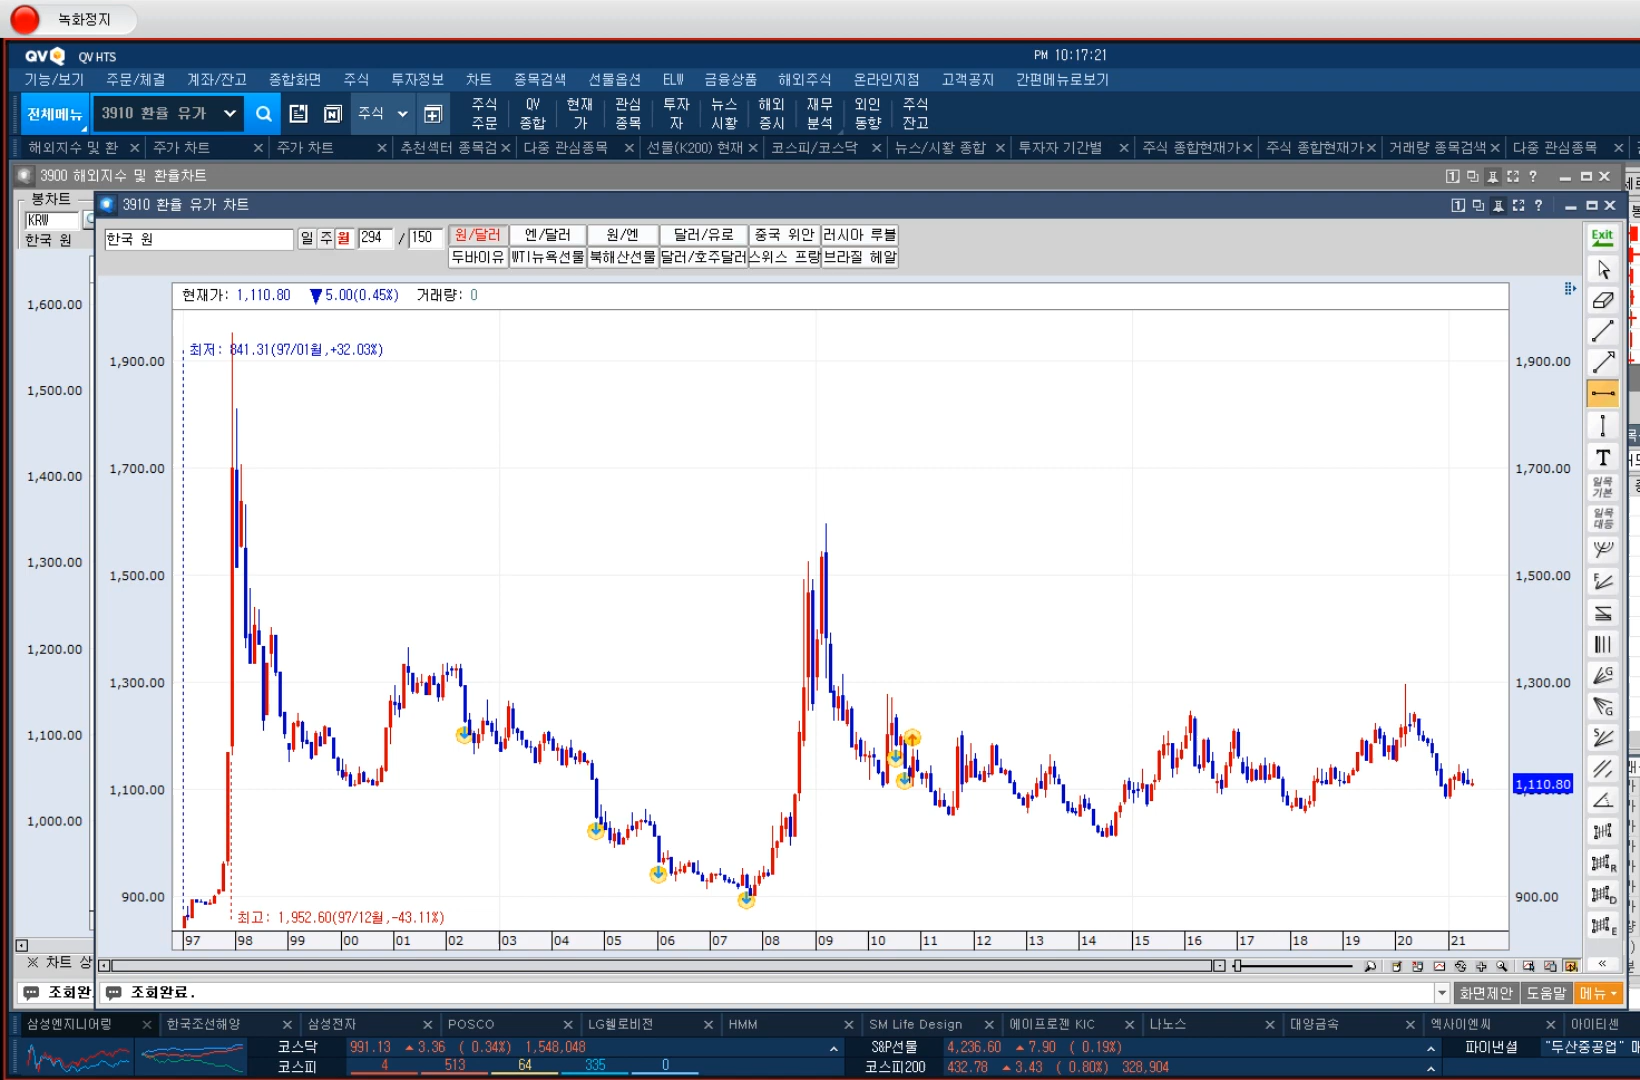 녹화정지
QV QV HTS PM 10:17:21
기능/보기 주문/체결 계좌/잔고 종합화면 주식 투자정보 차트 종목검색 선물옵션 ELW 금융상품 해외주식 온라인지점 고객공지 간편메뉴로보기
전체메뉴 3910 환율 유가 주식 주식주문 QV종합 현재가 관심종목 투자자 뉴스시황 해외증시 재무분석 외인동향 주식잔고
해외지수 및 환 주가 차트 주가 차트 추천섹터 종목검 다중 관심종목 선물(K200) 현재 코스피/코스닥 뉴스/시황 종합 투자자 기간별 주식 종합현재가 주식 종합현재가 거래량 종목검색 다중 관심종목
3900 해외지수 및 환율차트
봉차트
3910 환율 유가 차트
KRW
한국 원
한국 원 일 주 월 294 / 150 원/달러 엔/달러 원/엔 달러/유로 중국 위안 러시아 루블
두바이유 WTI뉴욕선물 북해산선물 달러/호주달러 스위스 프랑 브라질 헤알
Exit
현재가: 1,110.80 ▼5.00(0.45%) 거래량: 0
최저: 841.31(97/01월,+32.03%)
1,600.00
1,500.00
1,400.00
1,300.00
1,200.00
1,100.00
1,000.00
1,900.00
1,700.00
1,500.00
1,300.00
1,100.00
900.00
1,900.00
1,700.00
1,500.00
1,300.00
1,110.80
900.00
T
일목기본
일목대등
최고: 1,952.60(97/12월,-43.11%)
97 98 99 00 01 02 03 04 05 06 07 08 09 10 11 12 13 14 15 16 17 18 19 20 21
※ 차트 상
조회완
조회완료.
화면제안 도움말 메뉴
삼성엔지니어링 한국조선해양 삼성전자 POSCO LG헬로비전 HMM SM Life Design 에이프로젠 KIC 나노스 대양금속 엑사이엔씨 아이티센
코스닥 991.13 ▲3.36 ( 0.34%) 1,548,048 S&P선물 4,236.60 ▲7.90 ( 0.19%) 파이낸셜 "두산중공업"
코스피 4 513 64 335 0 코스피200 432.78 ▲3.43 ( 0.80%) 328,904